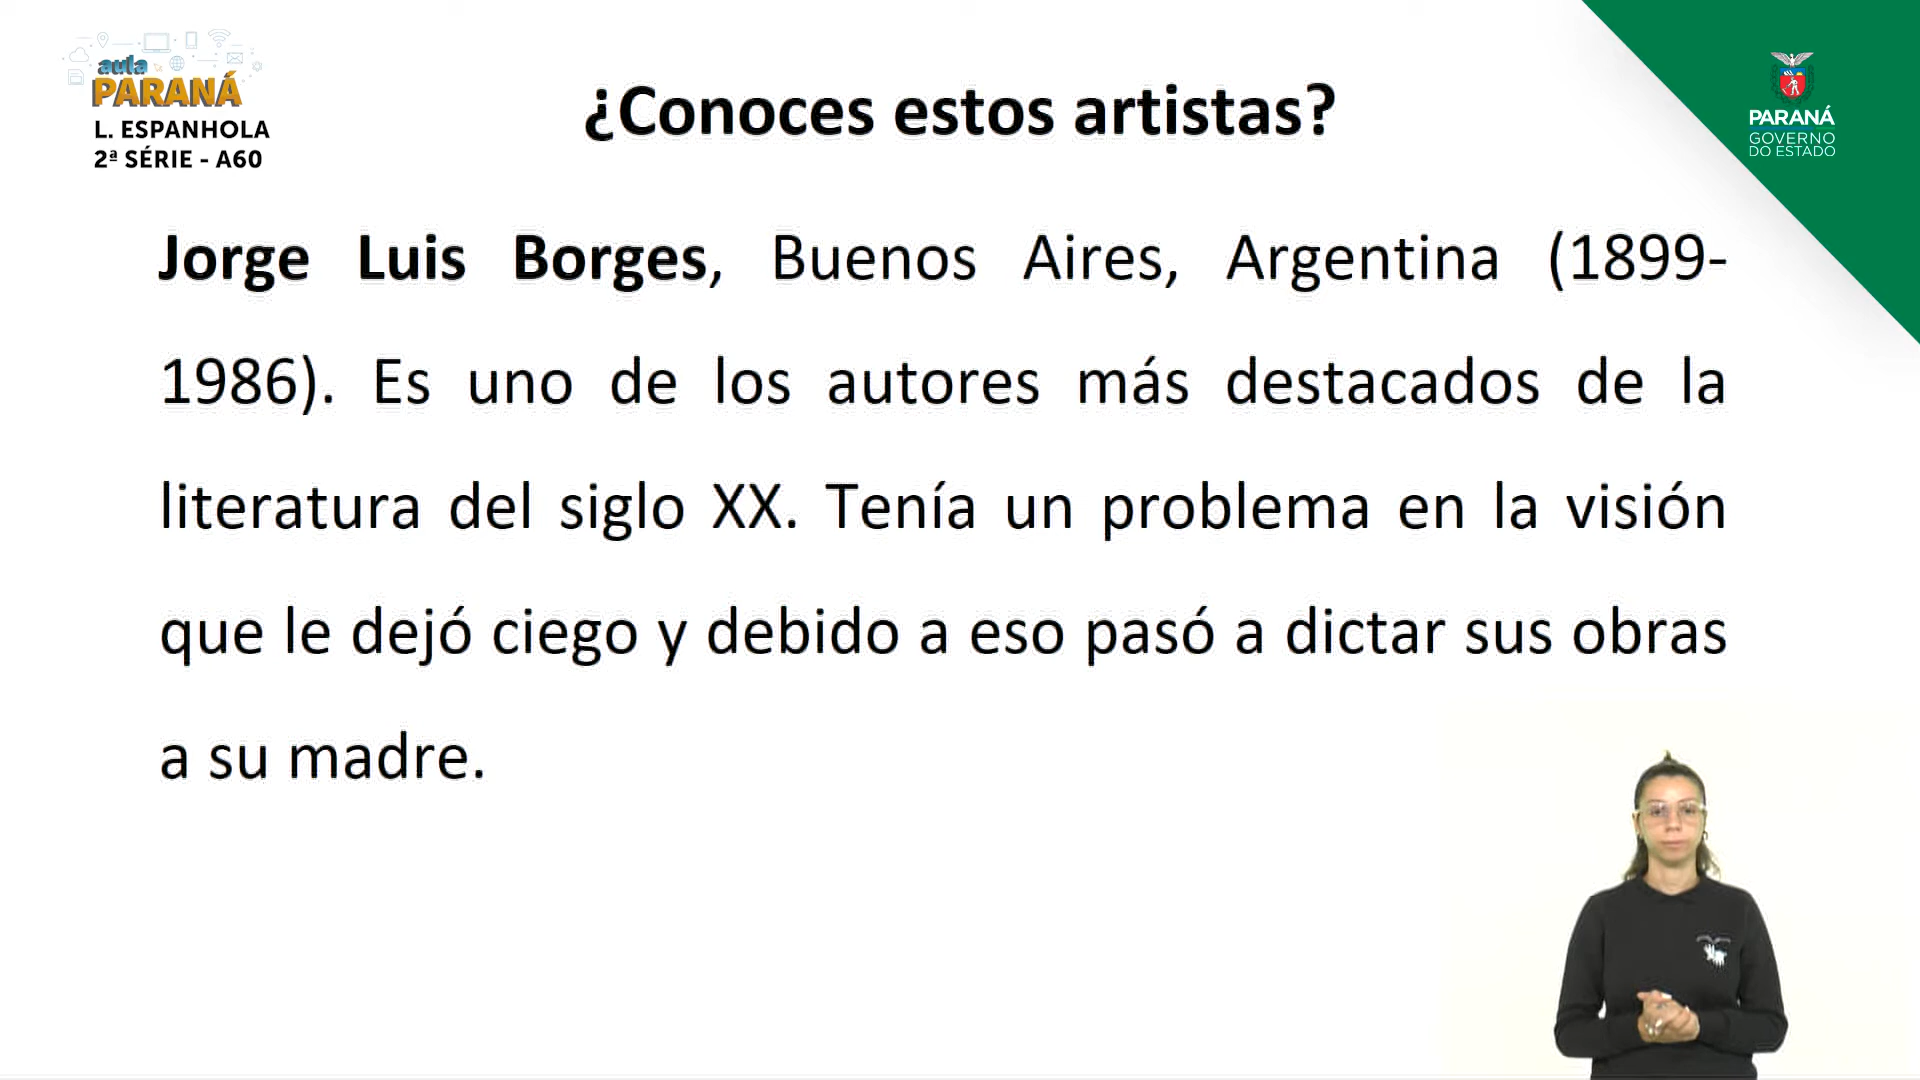 aula
PARANÁ
L. ESPANHOLA
2ª SÉRIE - A60
¿Conoces estos artistas?
PARANÁ
GOVERNO
DO ESTADO
Jorge Luis Borges, Buenos Aires, Argentina (1899-
1986). Es uno de los autores más destacados de la
literatura del siglo XX. Tenía un problema en la visión
que le dejó ciego y debido a eso pasó a dictar sus obras
a su madre.